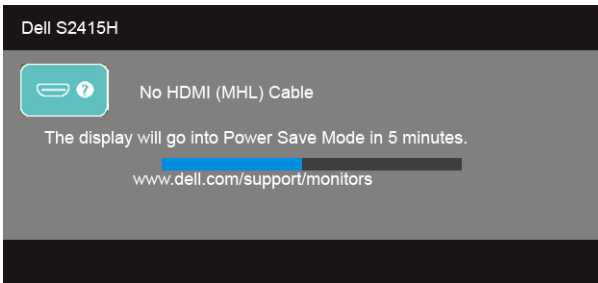 Dell S2415H
?
No HDMI (MHL) Cable
The display will go into Power Save Mode in 5 minutes.
www.dell.com/support/monitors